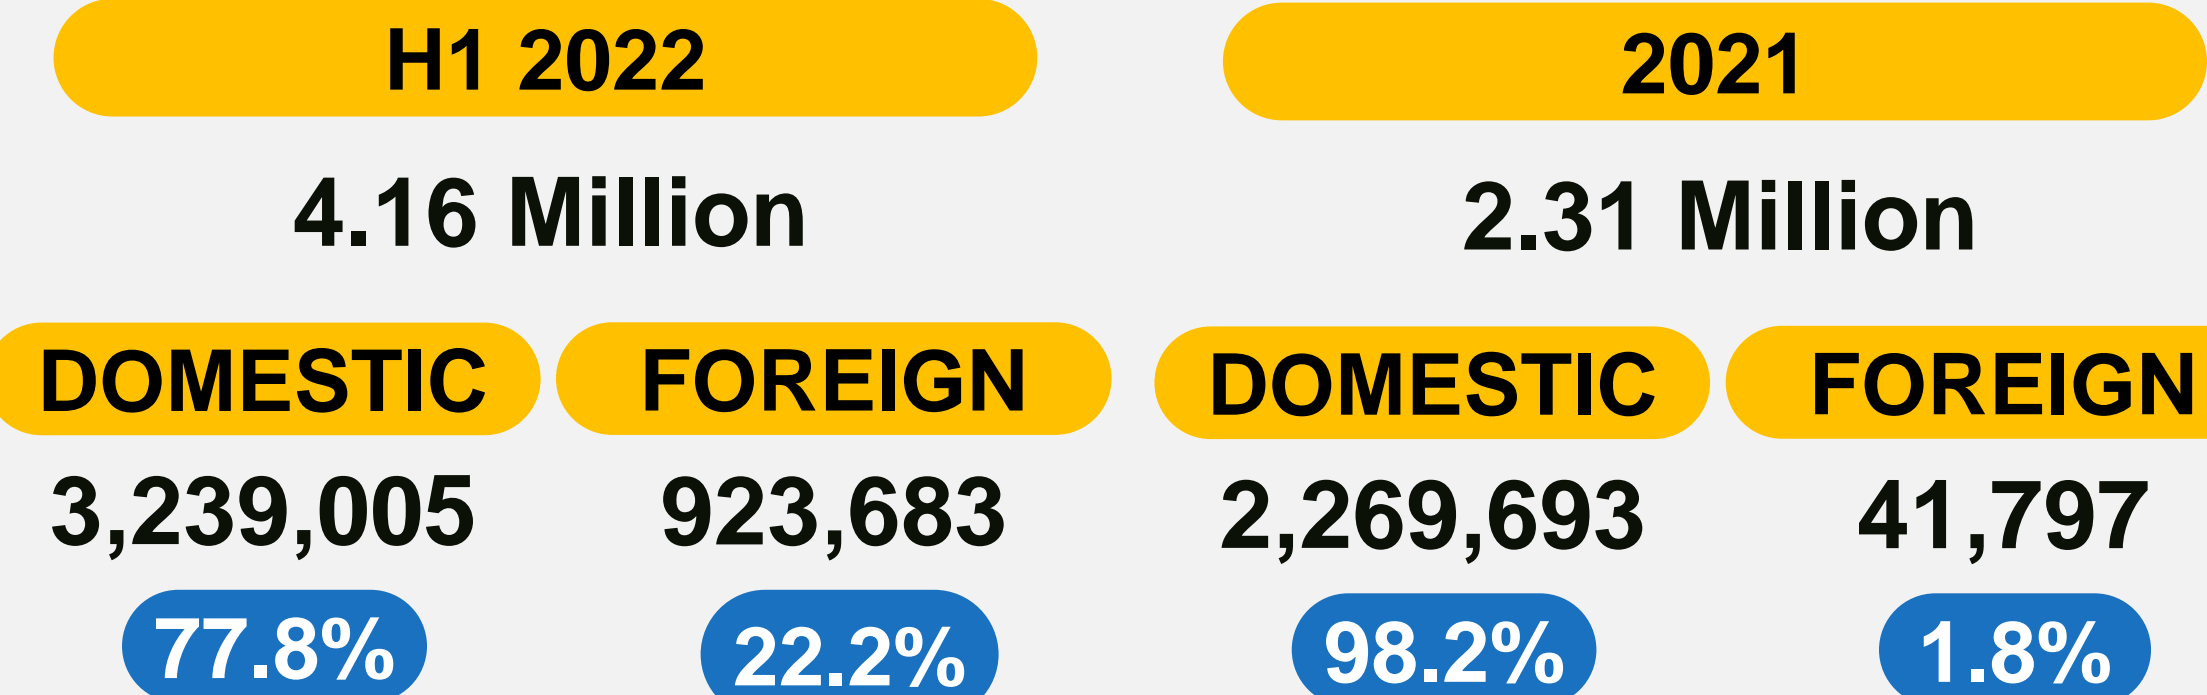 H1 2022
2021
4.16 Million
2.31 Million
DOMESTIC FOREIGN DOMESTIC FOREIGN
3,239,005 923,683 2,269,693 41,797
77.8% 22.2% 98.2% 1.8%